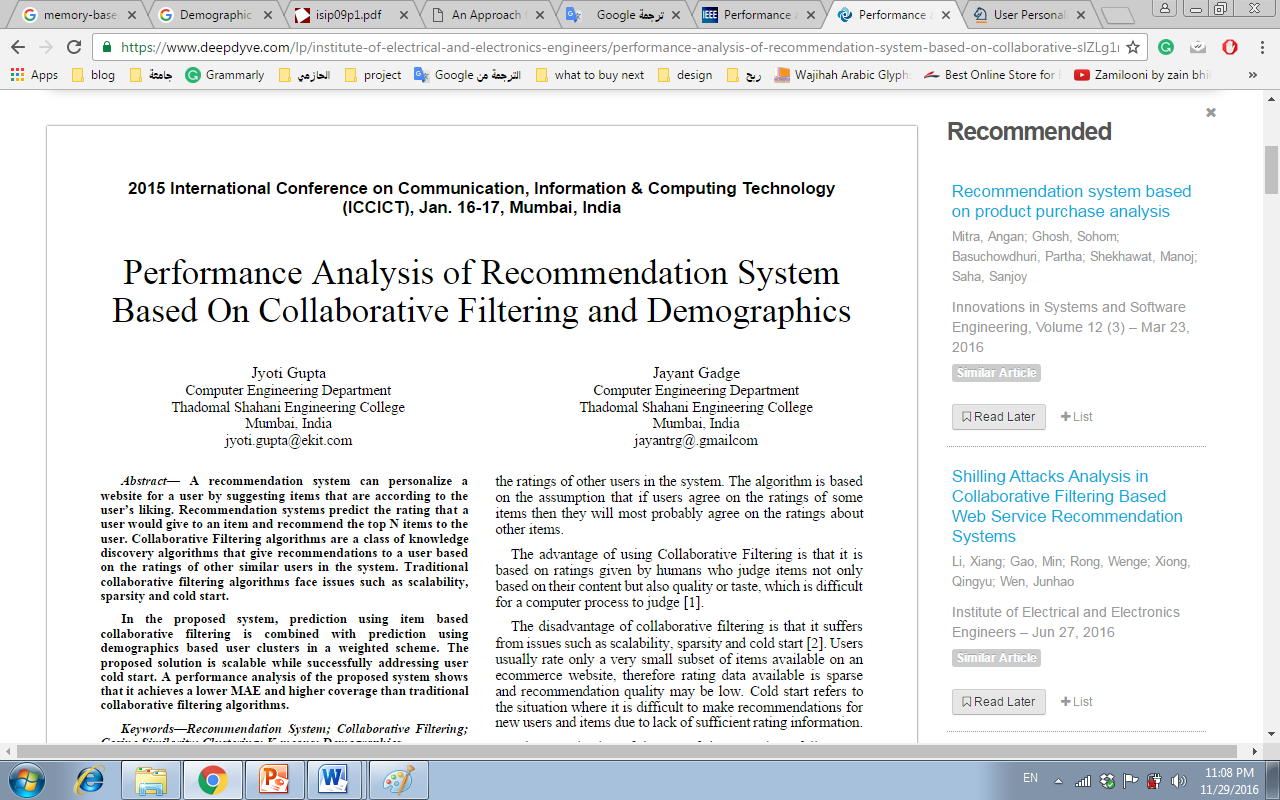 memory-base
Demographic
isip09p1.pdf
An Approach
Google ترجمة
Performance
Performance
User Personal
https://www.deepdyve.com/lp/institute-of-electrical-and-electronics-engineers/performance-analysis-of-recommendation-system-based-on-collaborative-slZLg1
Apps blog جامعة Grammarly الحازمي project Google الترجمة من what to buy next design ربح Wajihah Arabic Glyph Best Online Store for Zamilooni by zain bhi
2015 International Conference on Communication, Information & Computing Technology
(ICCICT), Jan. 16-17, Mumbai, India
Performance Analysis of Recommendation System
Based On Collaborative Filtering and Demographics
Jyoti Gupta
Computer Engineering Department
Thadomal Shahani Engineering College
Mumbai, India
jyoti.gupta@ekit.com
Jayant Gadge
Computer Engineering Department
Thadomal Shahani Engineering College
Mumbai, India
jayantrg@.gmailcom
Abstract— A recommendation system can personalize a
website for a user by suggesting items that are according to the
user's liking. Recommendation systems predict the rating that a
user would give to an item and recommend the top N items to the
user. Collaborative Filtering algorithms are a class of knowledge
discovery algorithms that give recommendations to a user based
on the ratings of other similar users in the system. Traditional
collaborative filtering algorithms face issues such as scalability,
sparsity and cold start.
In the proposed system, prediction using item based
collaborative filtering is combined with prediction using
demographics based user clusters in a weighted scheme. The
proposed solution is scalable while successfully addressing user
cold start. A performance analysis of the proposed system shows
that it achieves a lower MAE and higher coverage than traditional
collaborative filtering algorithms.
Keywords—Recommendation System; Collaborative Filtering;
the ratings of other users in the system. The algorithm is based
on the assumption that if users agree on the ratings of some
items then they will most probably agree on the ratings about
other items.
The advantage of using Collaborative Filtering is that it is
based on ratings given by humans who judge items not only
based on their content but also quality or taste, which is difficult
for a computer process to judge [1].
The disadvantage of collaborative filtering is that it suffers
from issues such as scalability, sparsity and cold start [2]. Users
usually rate only a very small subset of items available on an
ecommerce website, therefore rating data available is sparse
and recommendation quality may be low. Cold start refers to
the situation where it is difficult to make recommendations for
new users and items due to lack of sufficient rating information.
Recommended
Recommendation system based
on product purchase analysis
Mitra, Angan; Ghosh, Sohom;
Basuchowdhuri, Partha; Shekhawat, Manoj;
Saha, Sanjoy
Innovations in Systems and Software
Engineering, Volume 12 (3) – Mar 23,
2016
Similar Article
Read Later + List
Shilling Attacks Analysis in
Collaborative Filtering Based
Web Service Recommendation
Systems
Li, Xiang; Gao, Min; Rong, Wenge; Xiong,
Qingyu; Wen, Junhao
Institute of Electrical and Electronics
Engineers – Jun 27, 2016
Similar Article
Read Later + List
EN
11:08 PM
11/29/2016